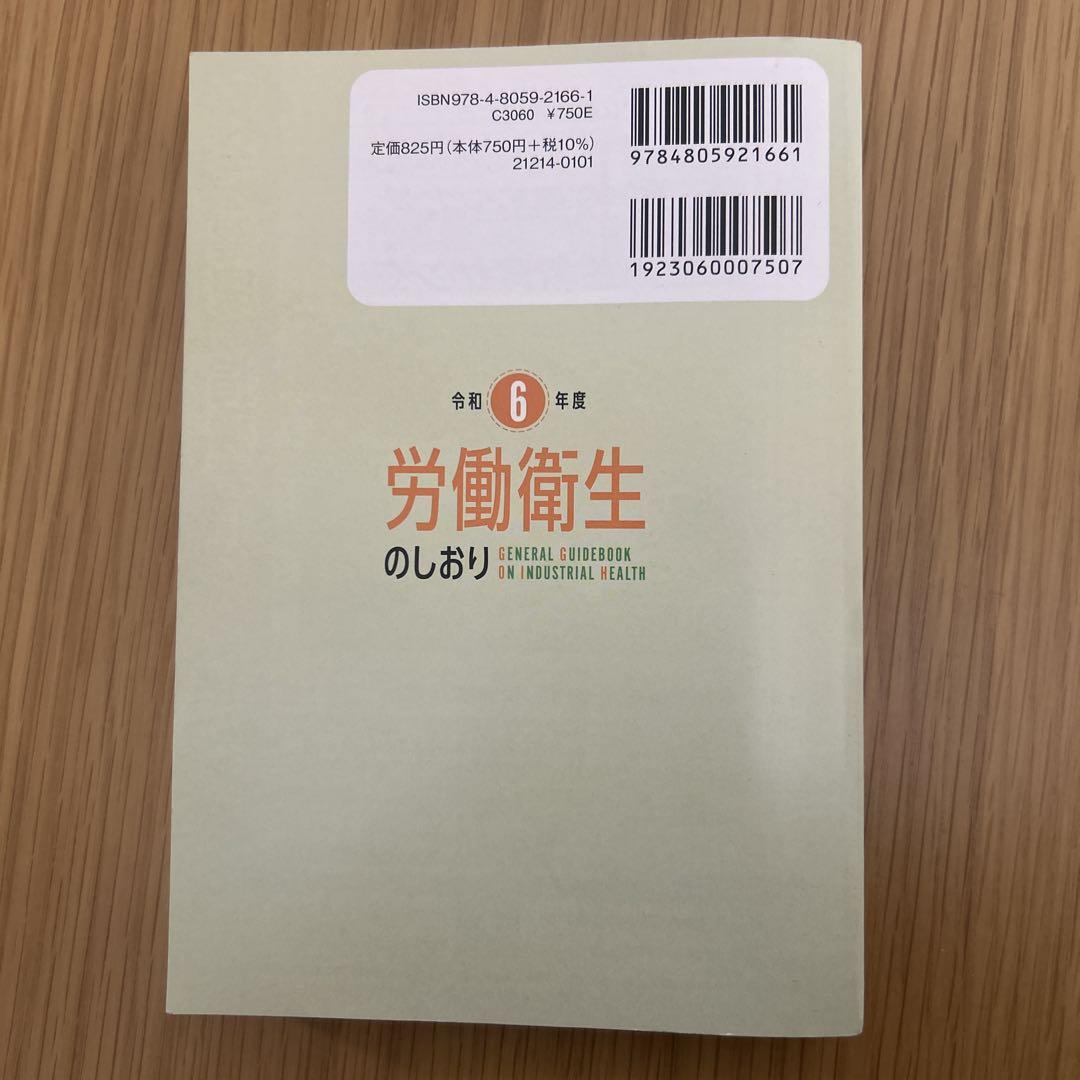 ISBN978-4-8059-2166-1
C3060 ¥750E
定価825円(本体750円+税10%)
21214-0101
9784805921661
1923060007507
令和6年度
労働衛生
のしおり
GENERAL GUIDEBOOK
ON INDUSTRIAL HEALTH